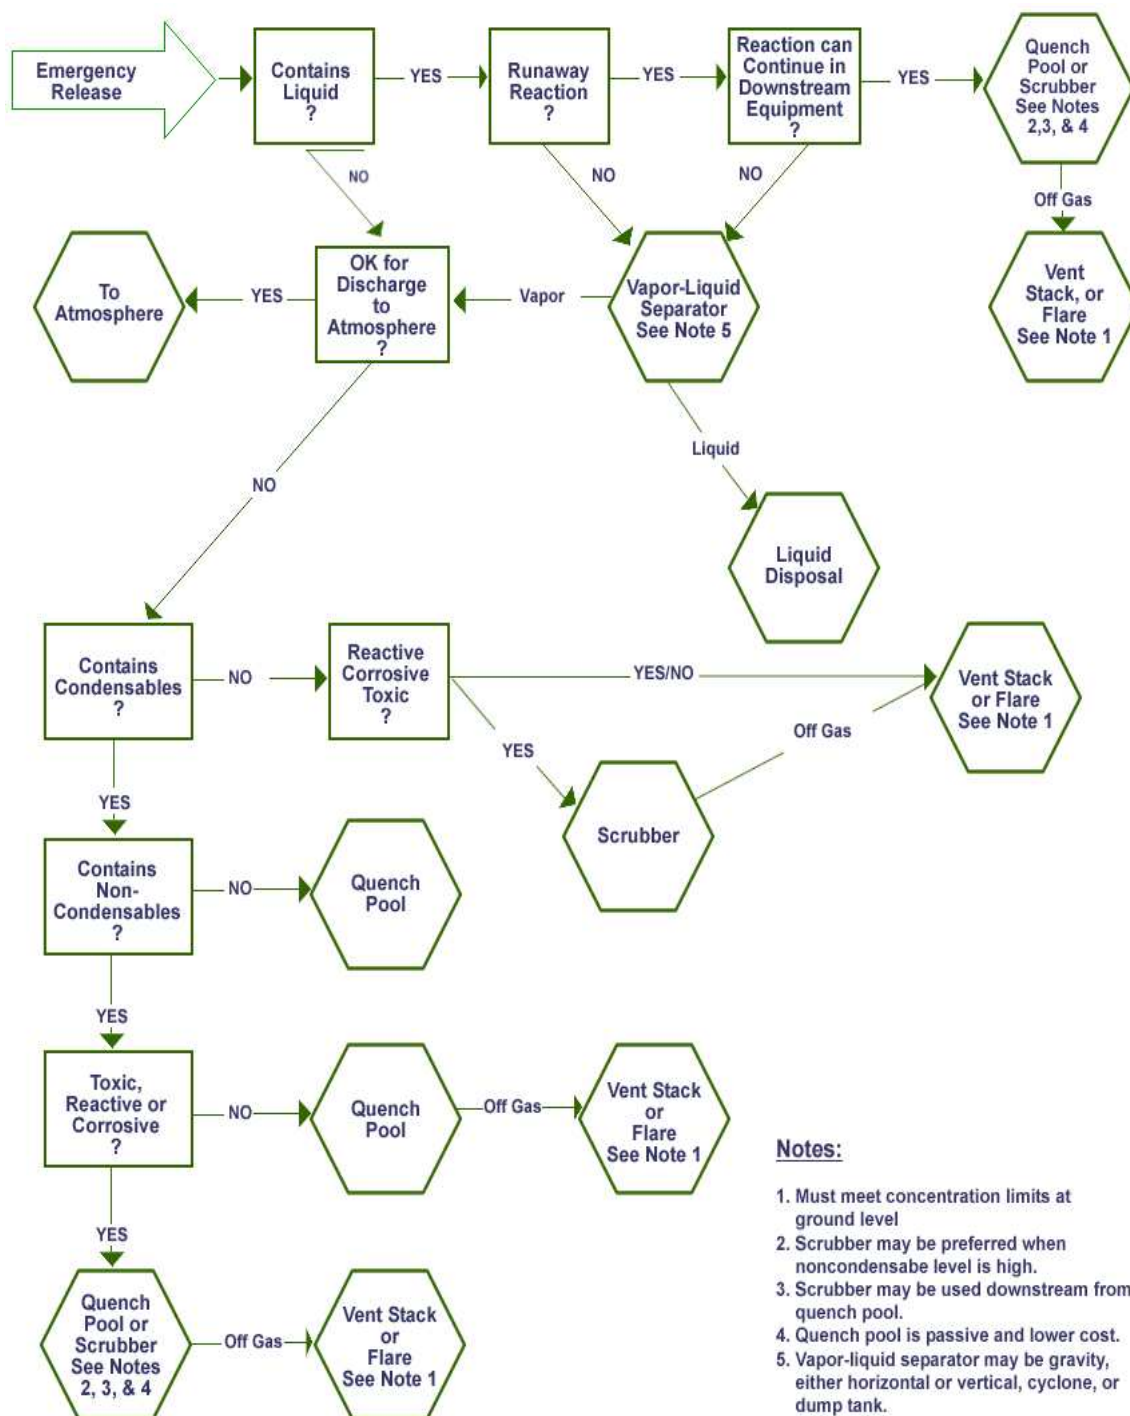 Emergency
Release
Contains
Liquid
?
YES
Runaway
Reaction
?
YES
Reaction can
Continue in
Downstream
Equipment
?
YES
Quench
Pool or
Scrubber
See Notes
2,3, & 4
NO
NO
NO
Off Gas
To
Atmosphere
YES
OK for
Discharge
to
Atmosphere
?
Vapor
Vapor-Liquid
Separator
See Note 5
Vent
Stack, or
Flare
See Note 1
Liquid
NO
Liquid
Disposal
Contains
Condensables
?
NO
Reactive
Corrosive
Toxic
?
YES/NO
Vent Stack
or Flare
See Note 1
YES
Off Gas
Scrubber
YES
Contains
Non-
Condensables
?
NO
Quench
Pool
YES
Toxic,
Reactive or
Corrosive
?
NO
Quench
Pool
Off Gas
Vent Stack
or
Flare
See Note 1
YES
Quench
Pool or
Scrubber
See Notes
2, 3, & 4
Off Gas
Vent Stack
or
Flare
See Note 1
Notes:
1. Must meet concentration limits at
ground level
2. Scrubber may be preferred when
noncondensabe level is high.
3. Scrubber may be used downstream from
quench pool.
4. Quench pool is passive and lower cost.
5. Vapor-liquid separator may be gravity,
either horizontal or vertical, cyclone, or
dump tank.